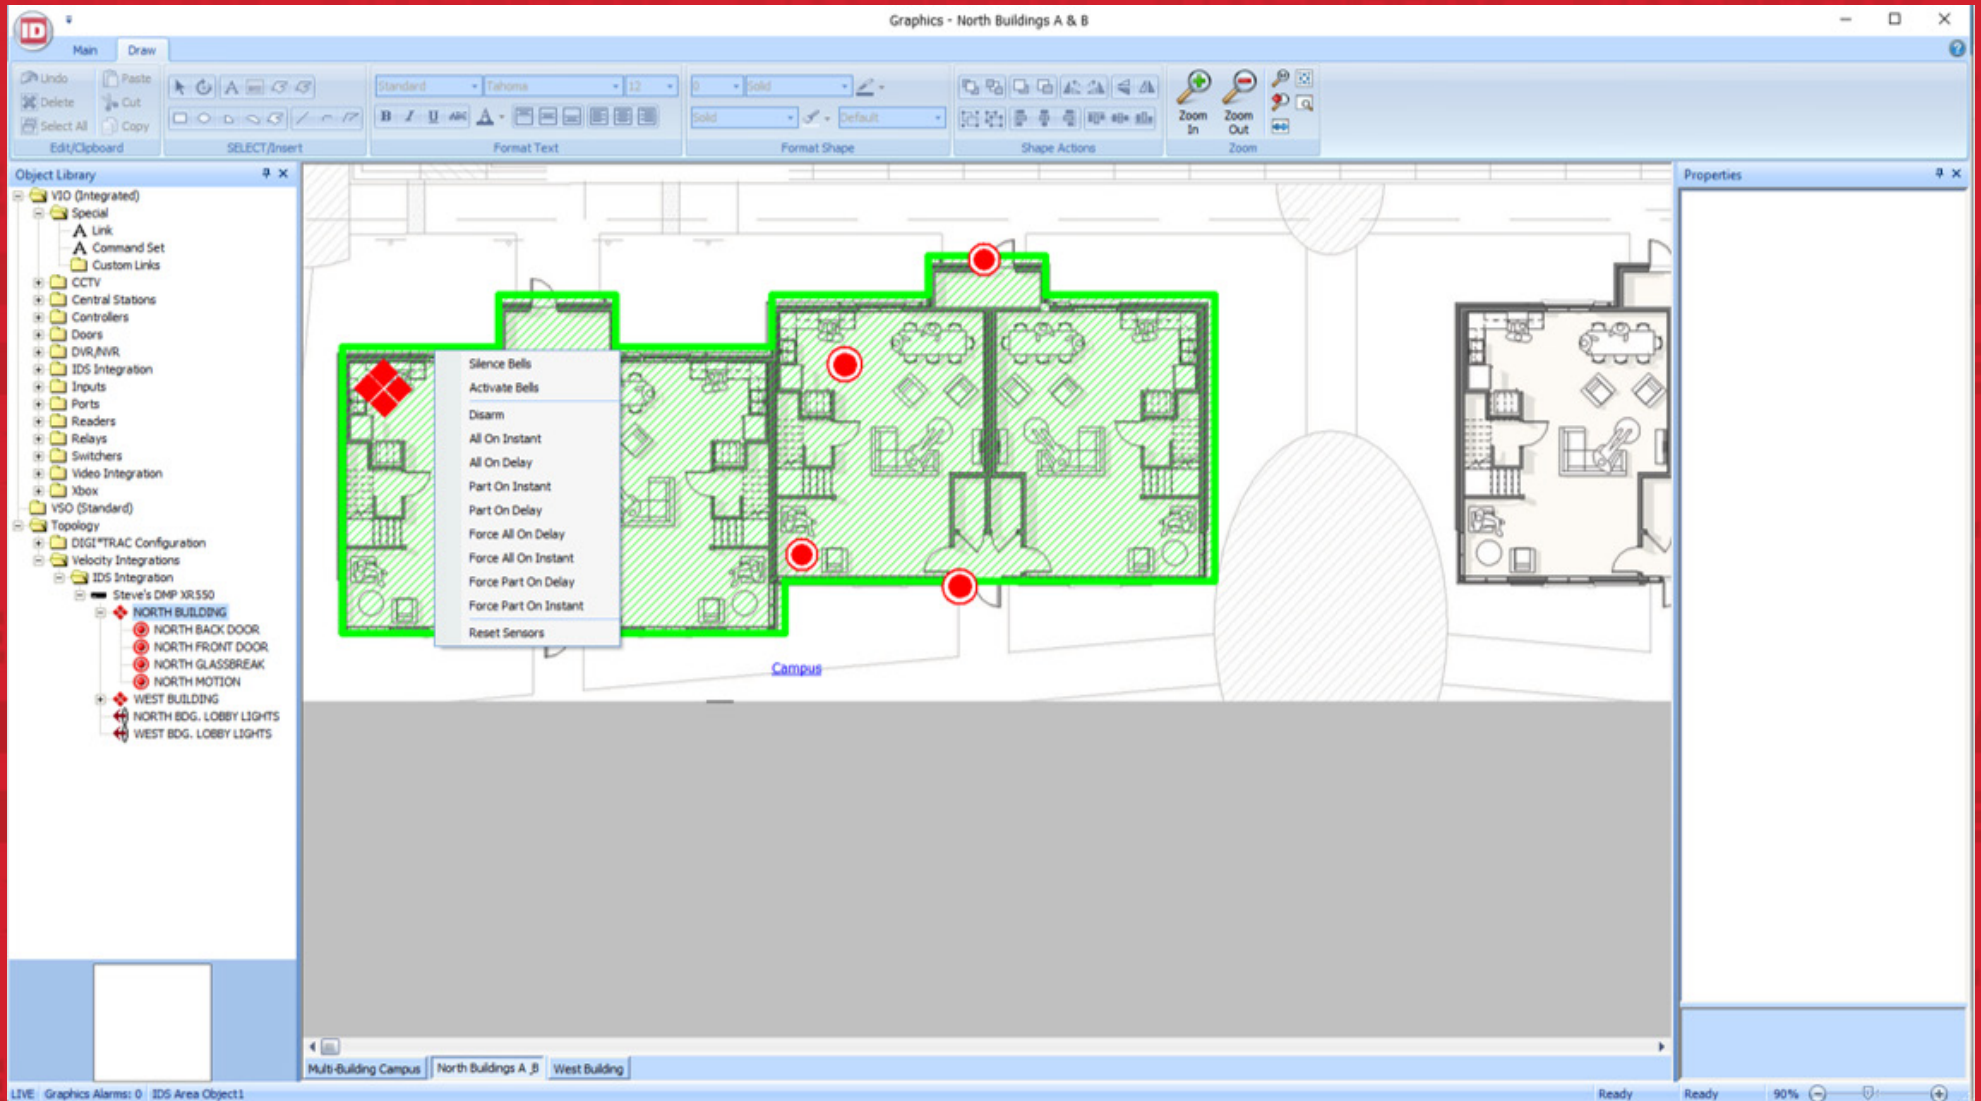 ID
Graphics - North Buildings A & B
Main Draw
Undo Paste
Delete Cut
Select All Copy
Edit/Clipboard
SELECT/Insert
Standard Tahoma 12
B I U ABC A
Format Text
0 Solid
Solid Default
Format Shape
Shape Actions
Zoom In
Zoom Out
Zoom
Object Library
VIO (Integrated)
Special
A Link
A Command Set
Custom Links
CCTV
Central Stations
Controllers
Doors
DVR/NVR
IDS Integration
Inputs
Ports
Readers
Relays
Switchers
Video Integration
Xbox
VSO (Standard)
Topology
DIGI*TRAC Configuration
Velocity Integrations
IDS Integration
Steve's DMP XR550
NORTH BUILDING
NORTH BACK DOOR
NORTH FRONT DOOR
NORTH GLASSBREAK
NORTH MOTION
WEST BUILDING
NORTH BDG. LOBBY LIGHTS
WEST BDG. LOBBY LIGHTS
Silence Bells
Activate Bells
Disarm
All On Instant
All On Delay
Part On Instant
Part On Delay
Force All On Delay
Force All On Instant
Force Part On Delay
Force Part On Instant
Reset Sensors
Campus
Properties
Multi-Building Campus North Buildings A _B West Building
LIVE Graphics Alarms: 0 IDS Area Object1 Ready Ready 90%